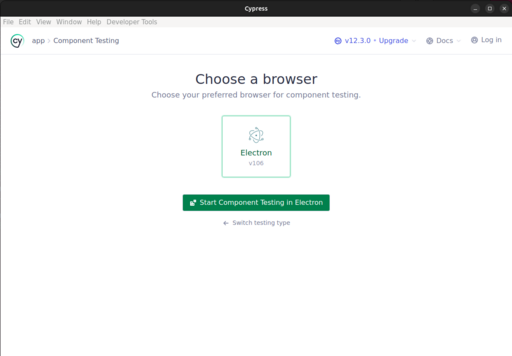 Cypress
File Edit View Window Help Developer Tools
cy app › Component Testing v12.3.0 • Upgrade Docs Log in
Choose a browser
Choose your preferred browser for component testing.
Electron
v106
Start Component Testing in Electron
← Switch testing type